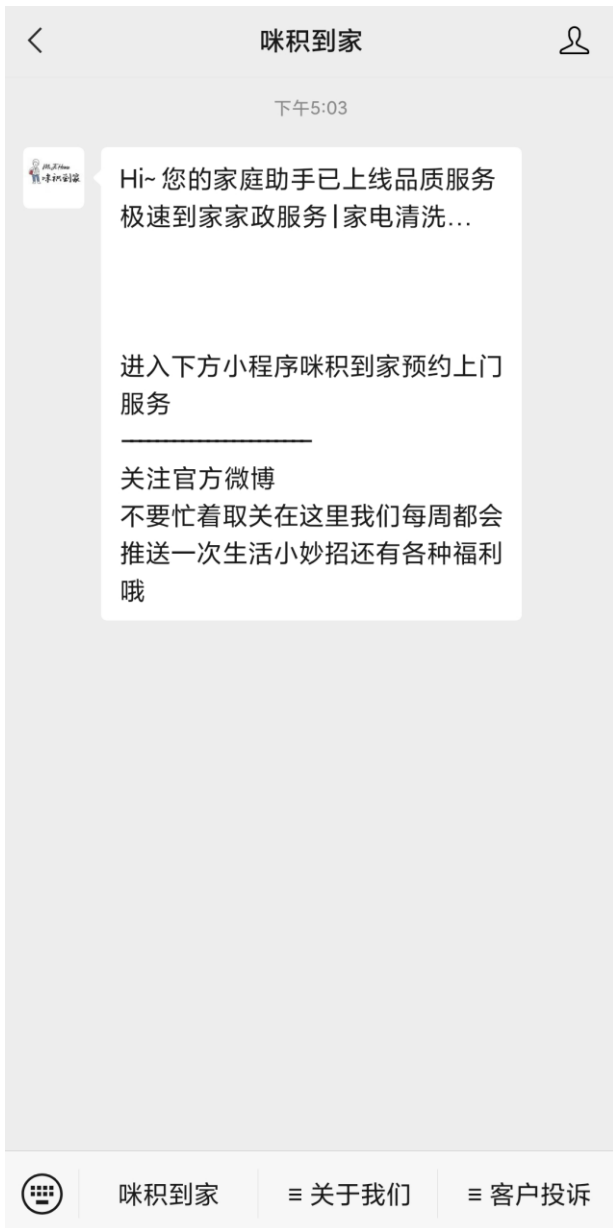 咪积到家
下午5:03
咪积到家
Hi~ 您的家庭助手已上线品质服务
极速到家家政服务|家电清洗...
进入下方小程序咪积到家预约上门
服务
关注官方微博
不要忙着取关在这里我们每周都会
推送一次生活小妙招还有各种福利
哦
咪积到家
≡ 关于我们
≡ 客户投诉